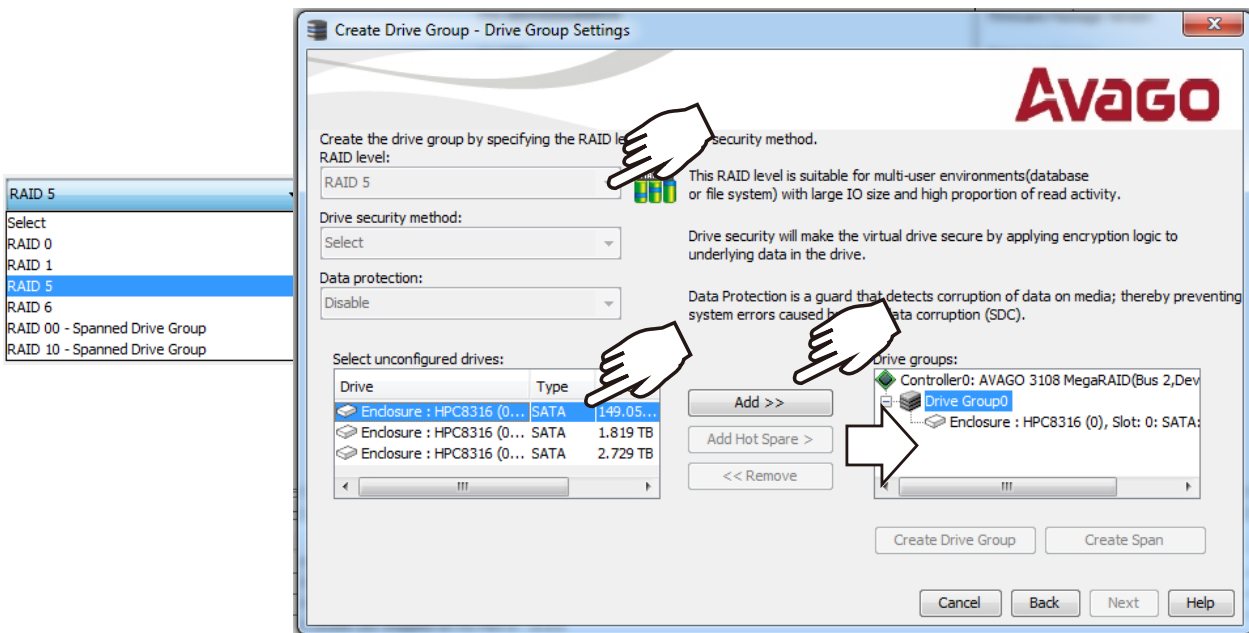 RAID 5
Select
RAID 0
RAID 1
RAID 5
RAID 6
RAID 00 - Spanned Drive Group
RAID 10 - Spanned Drive Group
Create Drive Group - Drive Group Settings
AVAGO
Create the drive group by specifying the RAID security method.
RAID level:
RAID 5
This RAID level is suitable for multi-user environments(database
or file system) with large IO size and high proportion of read activity.
Drive security method:
Select
Drive security will make the virtual drive secure by applying encryption logic to
underlying data in the drive.
Data protection:
Disable
Data Protection is a guard that detects corruption of data on media; thereby preventing
system errors caused corruption (SDC).
Select unconfigured drives:
Drive Type
Enclosure : HPC8316 (0... SATA 149.05...
Enclosure : HPC8316 (0... SATA 1.819 TB
Enclosure : HPC8316 (0... SATA 2.729 TB
Add >>
Add Hot Spare >
<< Remove
Drive groups:
Controller0: AVAGO 3108 MegaRAID(Bus 2,Dev
Drive Group0
Enclosure : HPC8316 (0), Slot: 0: SATA:
Create Drive Group Create Span
Cancel Back Next Help